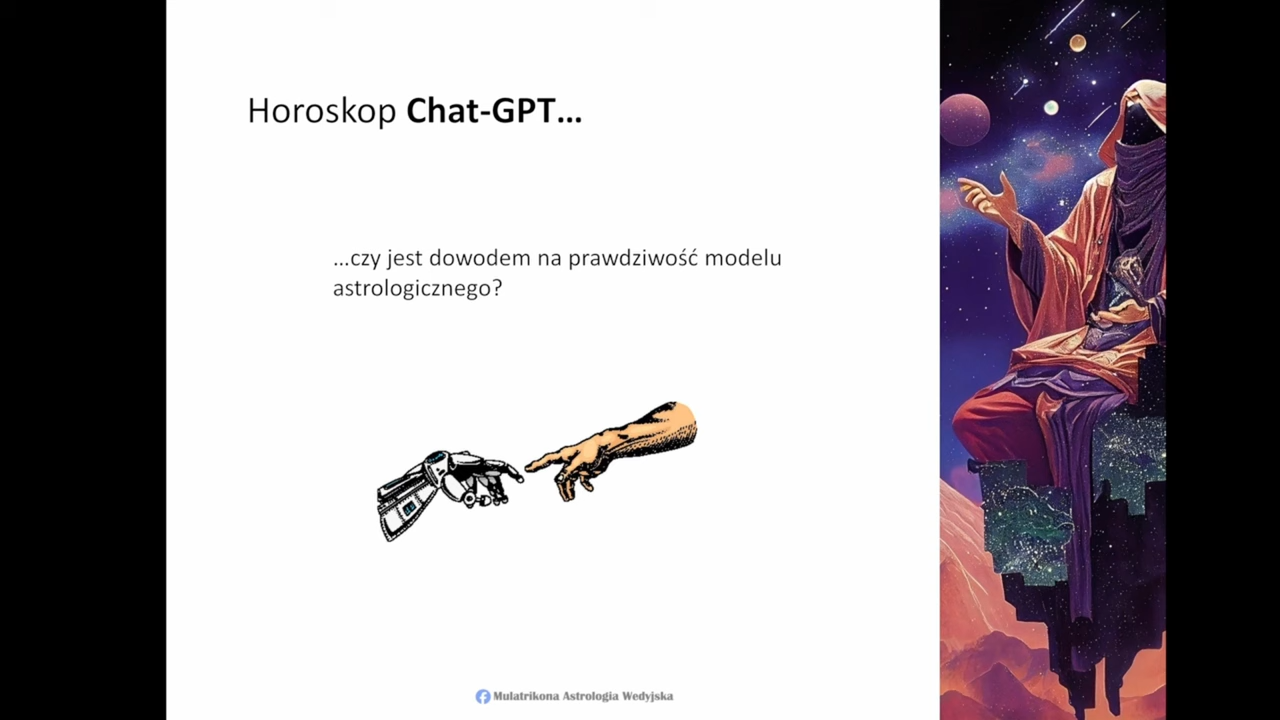 Horoskop Chat-GPT...
...czy jest dowodem na prawdziwość modelu
astrologicznego?
Mulatrikona Astrologia Wedyjska